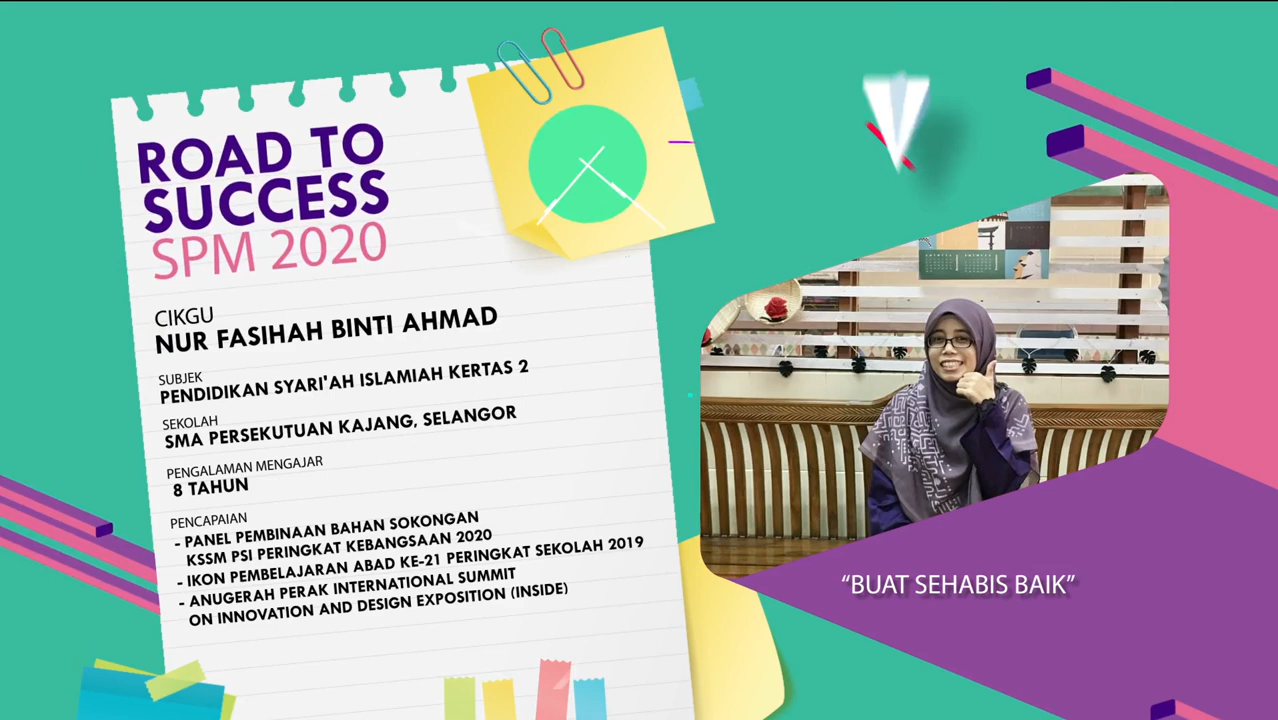 ROAD TO
SUCCESS
SPM 2020
CIKGU
NUR FASIHAH BINTI AHMAD
SUBJEK
PENDIDIKAN SYARI'AH ISLAMIAH KERTAS 2
SEKOLAH
SMA PERSEKUTUAN KAJANG, SELANGOR
PENGALAMAN MENGAJAR
8 TAHUN
PENCAPAIAN
- PANEL PEMBINAAN BAHAN SOKONGAN
KSSM PSI PERINGKAT KEBANGSAAN 2020
- IKON PEMBELAJARAN ABAD KE-21 PERINGKAT SEKOLAH 2019
- ANUGERAH PERAK INTERNATIONAL SUMMIT
ON INNOVATION AND DESIGN EXPOSITION (INSIDE)
“BUAT SEHABIS BAIK”